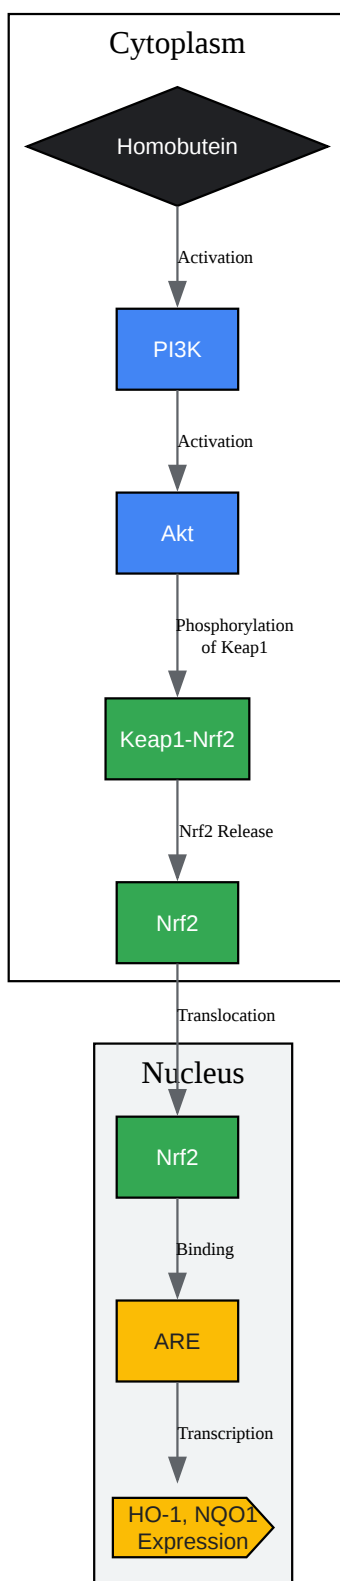 Cytoplasm
Homobutein
Activation
PI3K
Activation
Akt
Phosphorylation
of Keap1
Keap1-Nrf2
Nrf2 Release
Nrf2
Translocation
Nucleus
Nrf2
Binding
ARE
Transcription
HO-1, NQO1
Expression